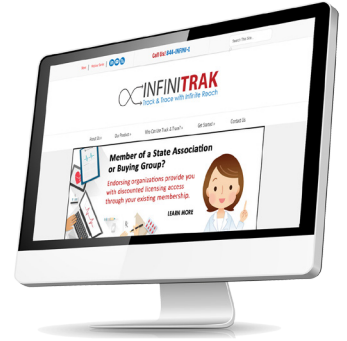 Call Us! 844-INFINI-1
INFINITRAK
Track & Trace with Infinite Reach
About Us
Our Product
Why Can Use Track & Trace?
Get Started
Contact Us
Member of a State Association
or Buying Group?
Endorsing organizations provide you
with discounted licensing access
through your existing membership.
LEARN MORE